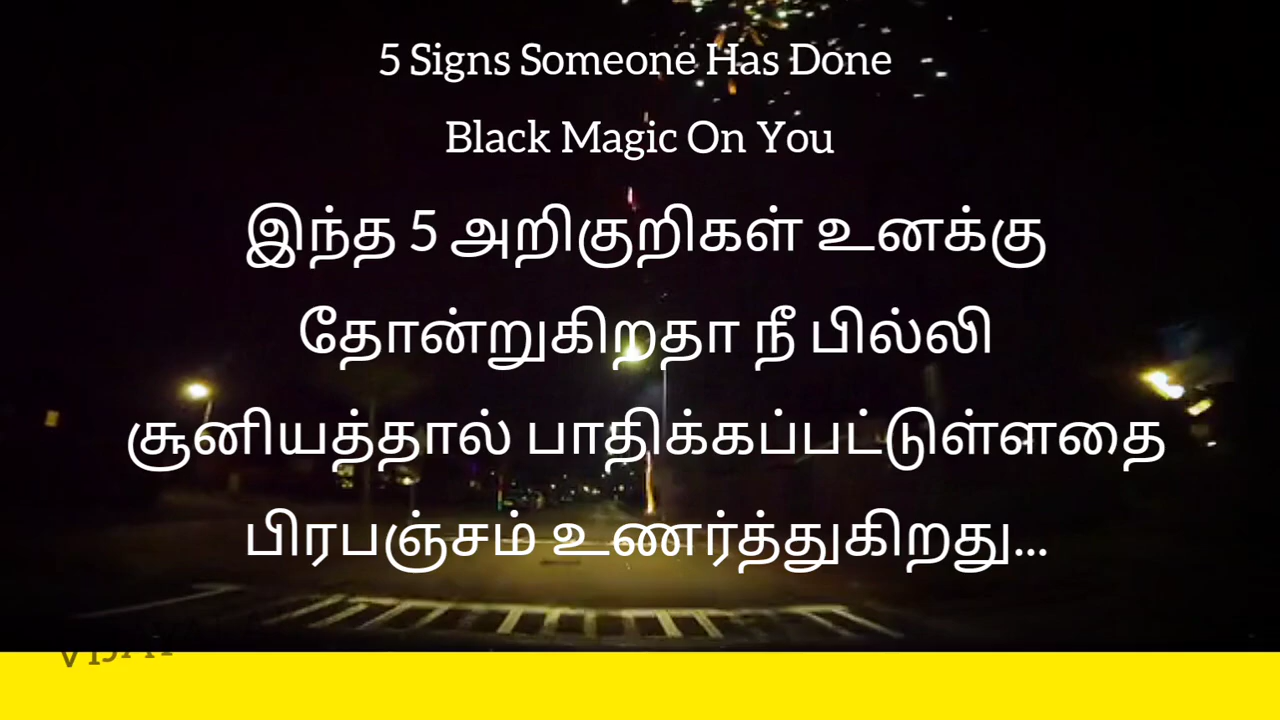 5 Signs Someone Has Done
Black Magic On You
இந்த 5 அறிகுறிகள் உனக்கு
தோன்றுகிறதா நீ பில்லி
சூனியத்தால் பாதிக்கப்பட்டுள்ளதை
பிரபஞ்சம் உணர்த்துகிறது...